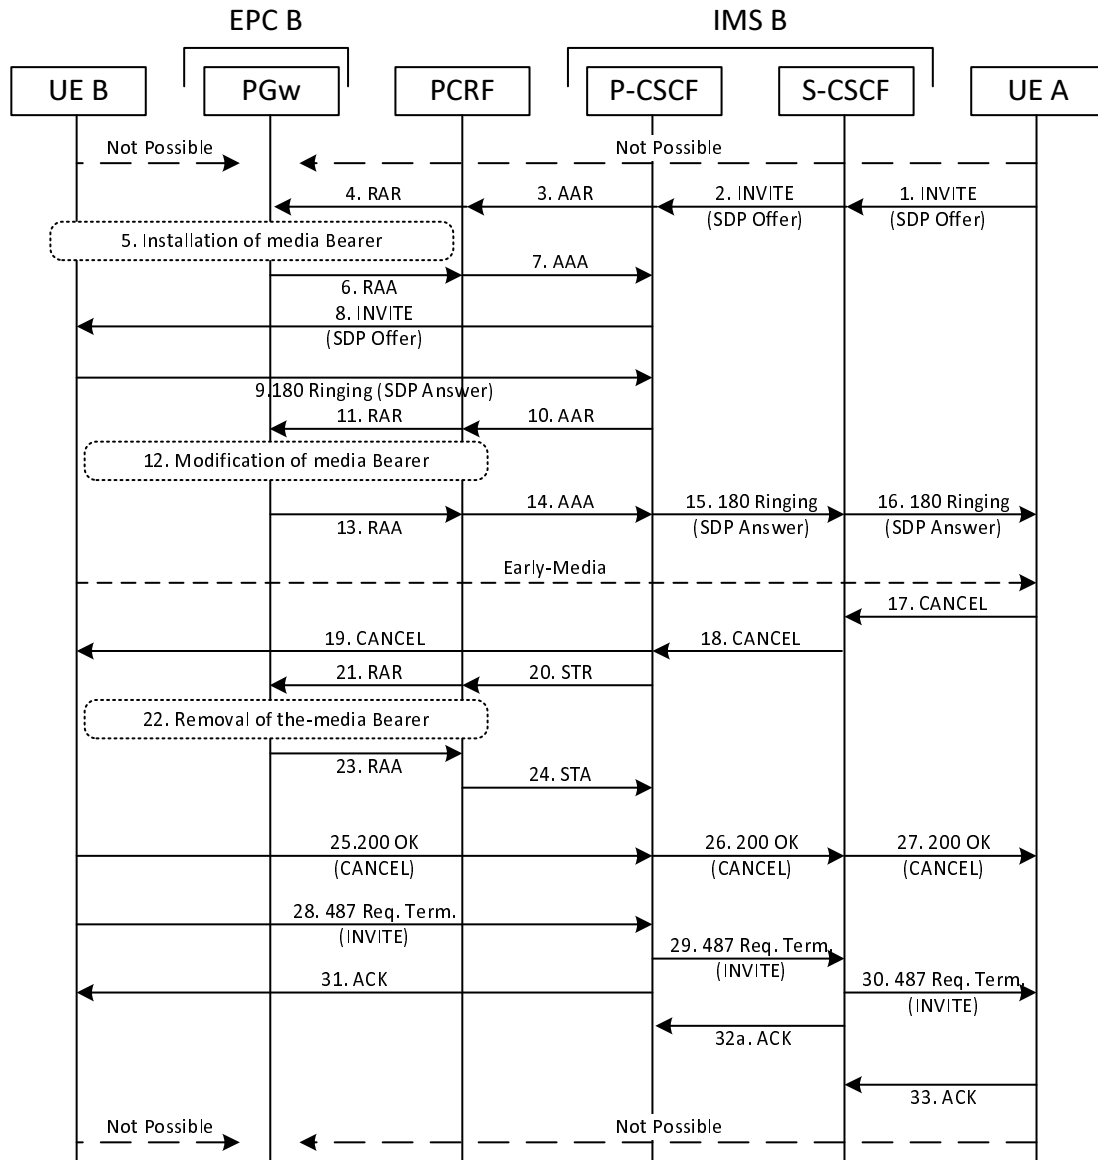 EPC B
IMS B
UE B
PGw
PCRF
P-CSCF
S-CSCF
UE A
Not Possible
Not Possible
4. RAR
3. AAR
2. INVITE
(SDP Offer)
1. INVITE
(SDP Offer)
5. Installation of media Bearer
7. AAA
6. RAA
8. INVITE
(SDP Offer)
9.180 Ringing (SDP Answer)
11. RAR
10. AAR
12. Modification of media Bearer
14. AAA
15. 180 Ringing
(SDP Answer)
16. 180 Ringing
(SDP Answer)
13. RAA
Early-Media
17. CANCEL
19. CANCEL
18. CANCEL
21. RAR
20. STR
22. Removal of the-media Bearer
23. RAA
24. STA
25.200 OK
(CANCEL)
26. 200 OK
(CANCEL)
27. 200 OK
(CANCEL)
28. 487 Req. Term.
(INVITE)
29. 487 Req. Term.
(INVITE)
31. ACK
30. 487 Req. Term.
(INVITE)
32a. ACK
33. ACK
Not Possible
Not Possible